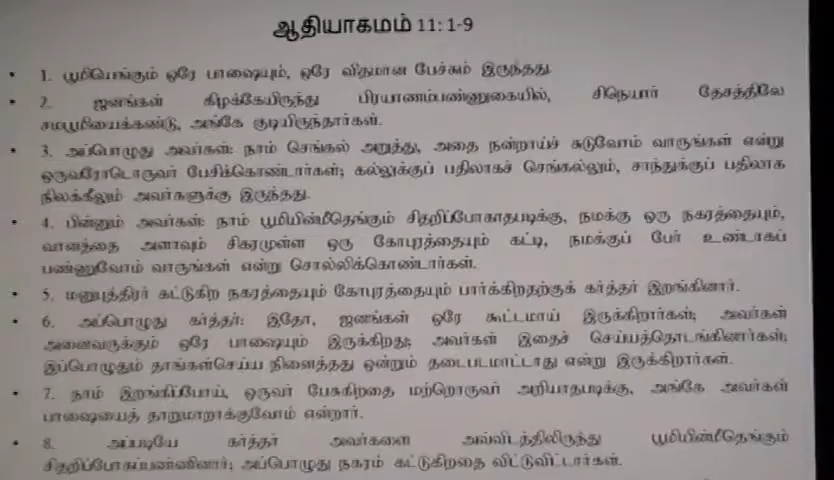 ஆதியாகமம் 11: 1-9
• 1. பூமியெங்கும் ஒரே பாஷையும், ஒரே விதமான பேச்சும் இருந்தது.
• 2. ஜனங்கள் கிழக்கேயிருந்து பிரயாணம்பண்ணுகையில், சிநெயார் தேசத்திலே
சமபூமியைக்கண்டு, அங்கே குடியிருந்தார்கள்.
• 3. அப்பொழுது அவர்கள்: நாம் செங்கல் அறுத்து, அதை நன்றாய்ச் சுடுவோம் வாருங்கள் என்று
ஒருவரோடொருவர் பேசிக்கொண்டார்கள்; கல்லுக்குப் பதிலாகச் செங்கல்லும், சாந்துக்குப் பதிலாக
நிலக்கீலும் அவர்களுக்கு இருந்தது.
• 4. பின்னும் அவர்கள்: நாம் பூமியின்மீதெங்கும் சிதறிப்போகாதபடிக்கு, நமக்கு ஒரு நகரத்தையும்,
வானத்தை அளாவும் சிகரமுள்ள ஒரு கோபுரத்தையும் கட்டி, நமக்குப் பேர் உண்டாகப்
பண்ணுவோம் வாருங்கள் என்று சொல்லிக்கொண்டார்கள்.
• 5. மனுபுத்திரர் கட்டுகிற நகரத்தையும் கோபுரத்தையும் பார்க்கிறதற்குக் கர்த்தர் இறங்கினார்.
• 6. அப்பொழுது கர்த்தர்: இதோ, ஜனங்கள் ஒரே கூட்டமாய் இருக்கிறார்கள்; அவர்கள்
அனைவருக்கும் ஒரே பாஷையும் இருக்கிறது; அவர்கள் இதைச் செய்யத்தொடங்கினார்கள்;
இப்பொழுதும் தாங்கள்செய்ய நினைத்தது ஒன்றும் தடைபடமாட்டாது என்று இருக்கிறார்கள்.
• 7. நாம் இறங்கிப்போய், ஒருவர் பேசுகிறதை மற்றொருவர் அறியாதபடிக்கு, அங்கே அவர்கள்
பாஷையைத் தாறுமாறாக்குவோம் என்றார்.
• 8. அப்படியே கர்த்தர் அவர்களை அவ்விடத்திலிருந்து பூமியின்மீதெங்கும்
சிதறிப்போகப்பண்ணினார்; அப்பொழுது நகரம் கட்டுகிறதை விட்டுவிட்டார்கள்.